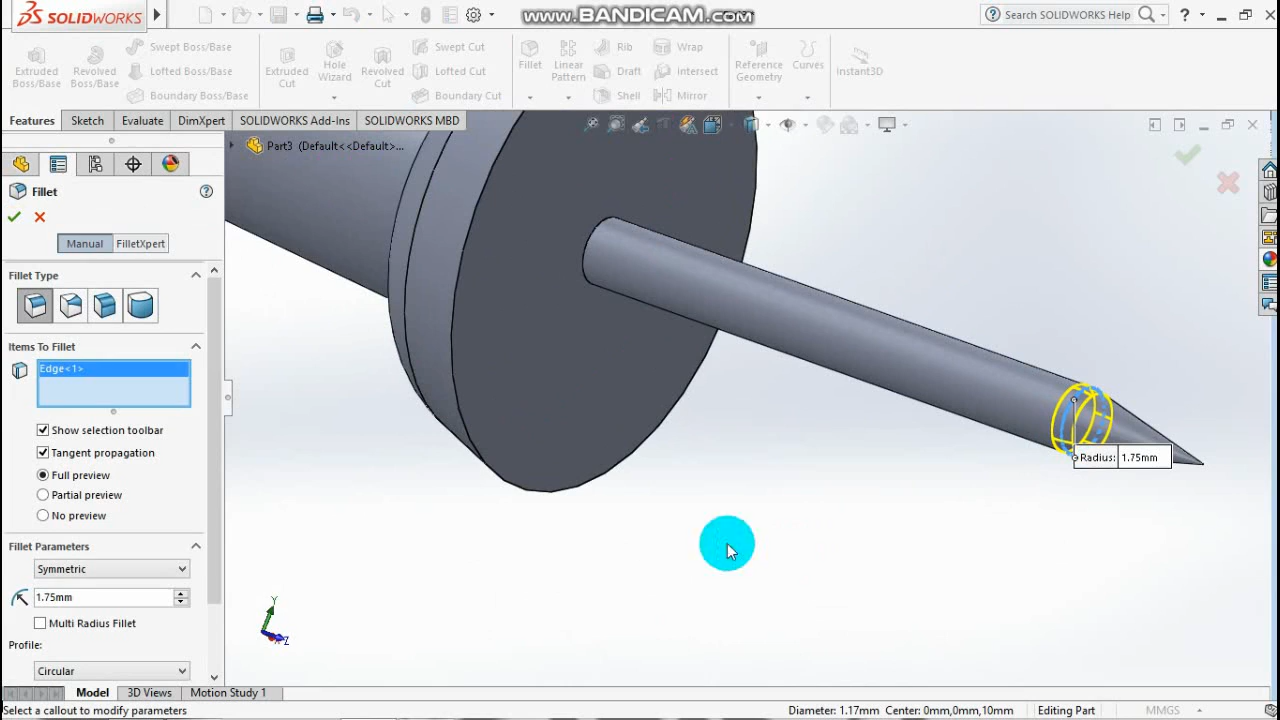 SOLIDWORKS
www.BANDICAM.com
Search SOLIDWORKS Help
?
Extruded Boss/Base
Revolved Boss/Base
Swept Boss/Base
Lofted Boss/Base
Boundary Boss/Base
Extruded Cut
Hole Wizard
Revolved Cut
Swept Cut
Lofted Cut
Boundary Cut
Fillet
Linear Pattern
Rib
Draft
Shell
Wrap
Intersect
Mirror
Reference Geometry
Curves
Instant3D
Features
Sketch
Evaluate
DimXpert
SOLIDWORKS Add-Ins
SOLIDWORKS MBD
Part3 (Default<<Default>...
Fillet
?
Manual
FilletXpert
Fillet Type
Items To Fillet
Edge<1>
Show selection toolbar
Tangent propagation
Full preview
Partial preview
No preview
Fillet Parameters
Symmetric
1.75mm
Multi Radius Fillet
Profile:
Circular
Radius: 1.75mm
Y
Z
Model
3D Views
Motion Study 1
Select a callout to modify parameters
Diameter: 1.17mm Center: 0mm,0mm,10mm
Editing Part
MMGS